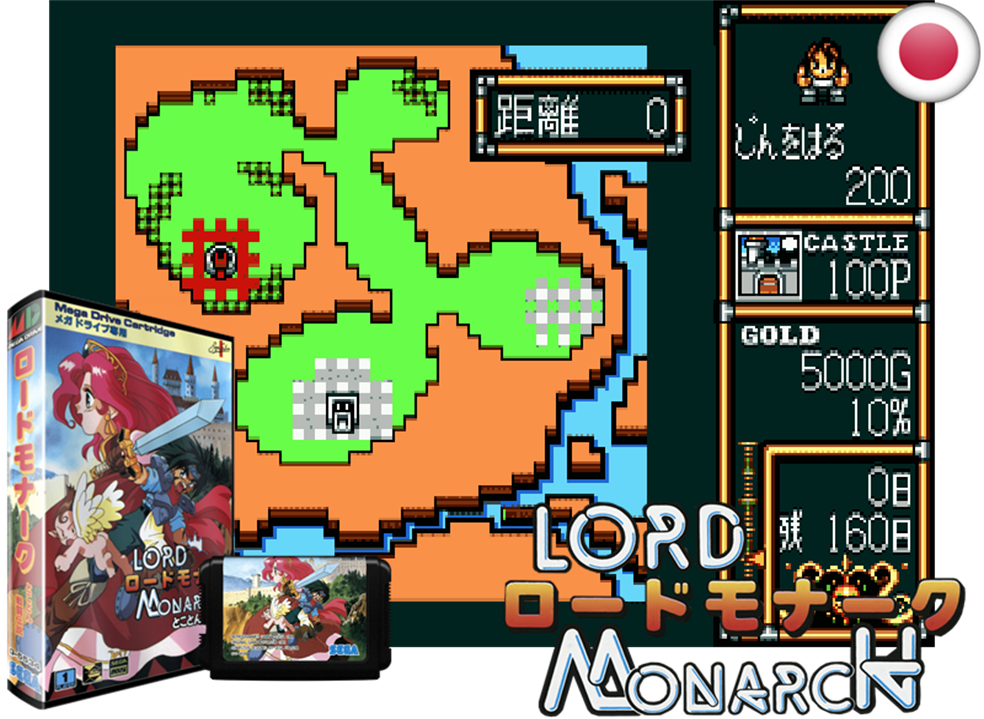 距離 0
じんをはる
200
CASTLE
100P
GOLD
5000G
10%
0日
残 160日
Mega Drive Cartridge
メガドライブ専用
ロードモナーク
LORD
ロードモナ
MONARC
とことん
SEGA
1
SEGA
LORD
ロードモナーク
MONARCH